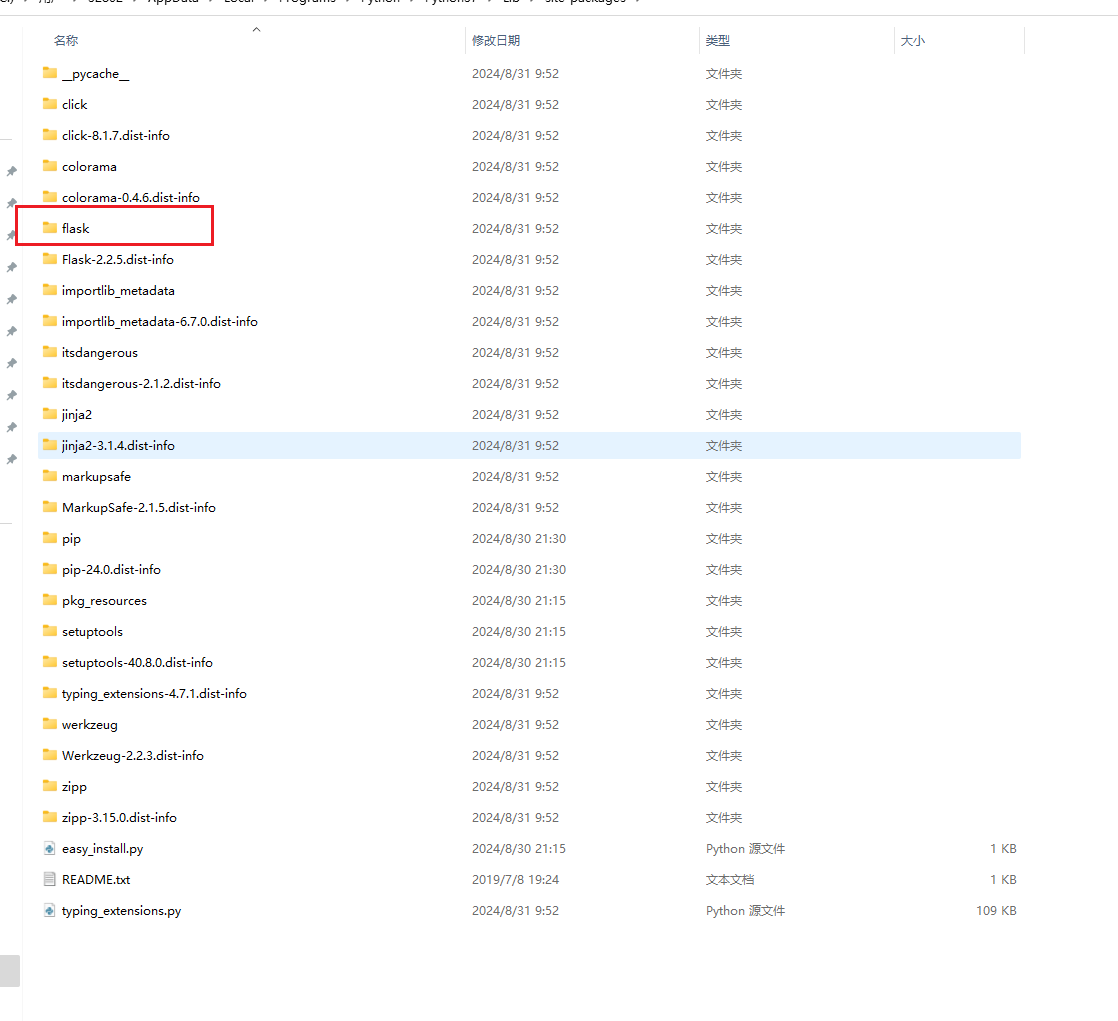 名称 修改日期 类型 大小
__pycache__ 2024/8/31 9:52 文件夹
click 2024/8/31 9:52 文件夹
click-8.1.7.dist-info 2024/8/31 9:52 文件夹
colorama 2024/8/31 9:52 文件夹
colorama-0.4.6.dist-info 2024/8/31 9:52 文件夹
flask 2024/8/31 9:52 文件夹
Flask-2.2.5.dist-info 2024/8/31 9:52 文件夹
importlib_metadata 2024/8/31 9:52 文件夹
importlib_metadata-6.7.0.dist-info 2024/8/31 9:52 文件夹
itsdangerous 2024/8/31 9:52 文件夹
itsdangerous-2.1.2.dist-info 2024/8/31 9:52 文件夹
jinja2 2024/8/31 9:52 文件夹
jinja2-3.1.4.dist-info 2024/8/31 9:52 文件夹
markupsafe 2024/8/31 9:52 文件夹
MarkupSafe-2.1.5.dist-info 2024/8/31 9:52 文件夹
pip 2024/8/30 21:30 文件夹
pip-24.0.dist-info 2024/8/30 21:30 文件夹
pkg_resources 2024/8/30 21:15 文件夹
setuptools 2024/8/30 21:15 文件夹
setuptools-40.8.0.dist-info 2024/8/30 21:15 文件夹
typing_extensions-4.7.1.dist-info 2024/8/31 9:52 文件夹
werkzeug 2024/8/31 9:52 文件夹
Werkzeug-2.2.3.dist-info 2024/8/31 9:52 文件夹
zipp 2024/8/31 9:52 文件夹
zipp-3.15.0.dist-info 2024/8/31 9:52 文件夹
easy_install.py 2024/8/30 21:15 Python 源文件 1 KB
README.txt 2019/7/8 19:24 文本文档 1 KB
typing_extensions.py 2024/8/31 9:52 Python 源文件 109 KB